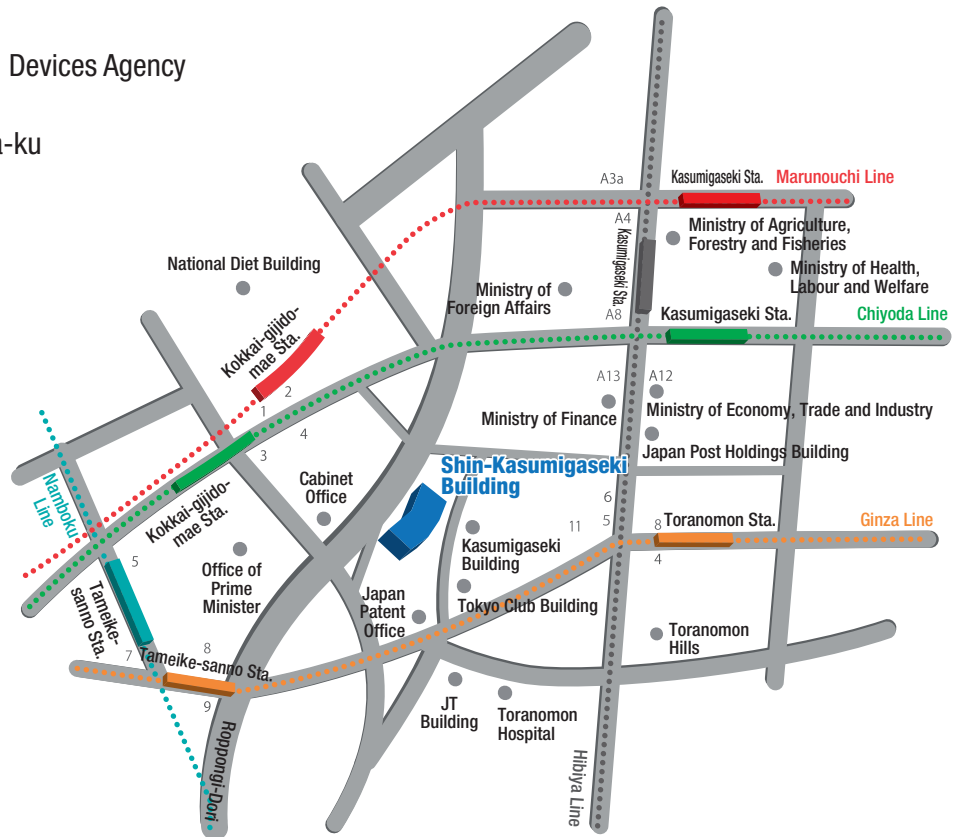 Devices Agency
a-ku
A3a
Kasumigaseki Sta.
Marunouchi Line
A4
Kasumigaseki Sta.
Ministry of Agriculture,
Forestry and Fisheries
National Diet Building
Ministry of Health,
Labour and Welfare
Ministry of
Foreign Affairs
A8
Kasumigaseki Sta.
Chiyoda Line
Kokkai-gijido-
mae Sta.
2
1
A13
A12
Ministry of Finance
Ministry of Economy, Trade and Industry
4
3
Japan Post Holdings Building
Shin-Kasumigaseki
Building
Cabinet
Office
Namboku
Line
Kokkai-gijido-
mae Sta.
6
5
11
8
Toranomon Sta.
Ginza Line
4
Kasumigaseki
Building
5
Office of
Prime
Minister
Japan
Patent
Office
Tokyo Club Building
Tameike-
sanno Sta.
7
8
Tameike-sanno Sta.
9
Toranomon
Hills
JT
Building
Toranomon
Hospital
Roppongi-Dori
Hibiya Line